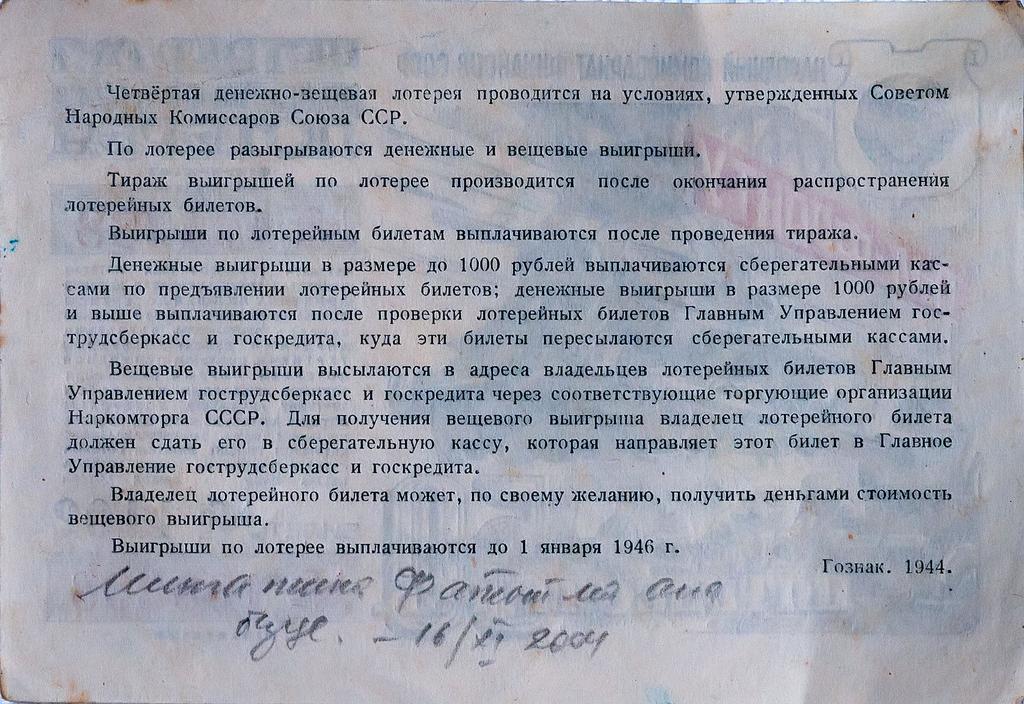 Четвёртая денежно-вещевая лотерея проводится на условиях, утвержденных Советом
Народных Комиссаров Союза ССР.
По лотерее разыгрываются денежные и вещевые выигрыши.
Тираж выигрышей по лотерее производится после окончания распространения
лотерейных билетов.
Выигрыши по лотерейным билетам выплачиваются после проведения тиража.
Денежные выигрыши в размере до 1000 рублей выплачиваются сберегательными кас-
сами по предъявлении лотерейных билетов; денежные выигрыши в размере 1000 рублей
и выше выплачиваются после проверки лотерейных билетов Главным Управлением гос-
трудсберкасс и госкредита, куда эти билеты пересылаются сберегательными кассами.
Вещевые выигрыши высылаются в адреса владельцев лотерейных билетов Главным
Управлением гострудсберкасс и госкредита через соответствующие торгующие организации
Наркомторга СССР. Для получения вещевого выигрыша владелец лотерейного билета
должен сдать его в сберегательную кассу, которая направляет этот билет в Главное
Управление гострудсберкасс и госкредита.
Владелец лотерейного билета может, по своему желанию, получить деньгами стоимость
вещевого выигрыша.
Выигрыши по лотерее выплачиваются до 1 января 1946 г.
Гознак. 1944.
– 16/XI 2004